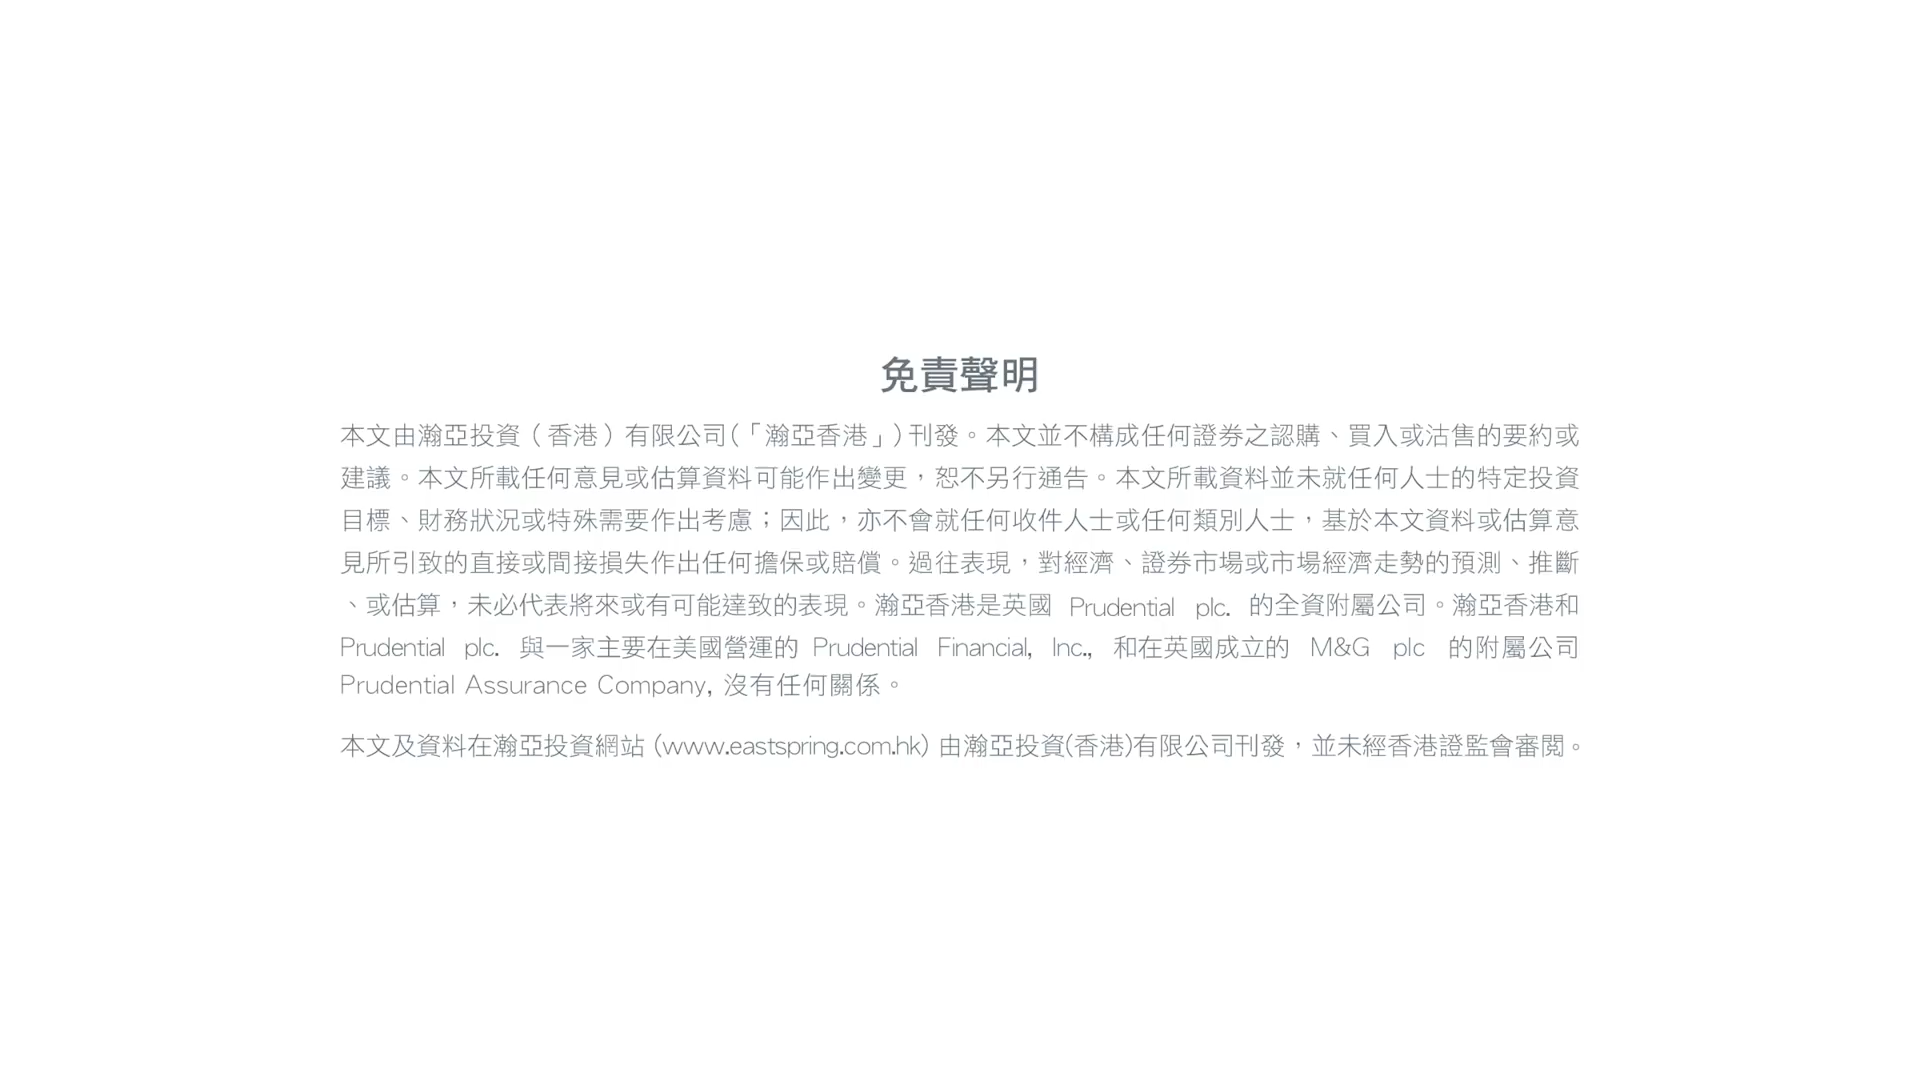 免責聲明
本文由瀚亞投資（香港）有限公司(「瀚亞香港」)刊發。本文並不構成任何證券之認購、買入或沽售的要約或
建議。本文所載任何意見或估算資料可能作出變更，恕不另行通告。本文所載資料並未就任何人士的特定投資
目標、財務狀況或特殊需要作出考慮；因此，亦不會就任何收件人士或任何類別人士，基於本文資料或估算意
見所引致的直接或間接損失作出任何擔保或賠償。過往表現，對經濟、證券市場或市場經濟走勢的預測、推斷
、或估算，未必代表將來或有可能達致的表現。瀚亞香港是英國 Prudential plc. 的全資附屬公司。瀚亞香港和
Prudential plc. 與一家主要在美國營運的 Prudential Financial, Inc., 和在英國成立的 M&G plc 的附屬公司
Prudential Assurance Company, 沒有任何關係。
本文及資料在瀚亞投資網站 (www.eastspring.com.hk) 由瀚亞投資(香港)有限公司刊發，並未經香港證監會審閱。